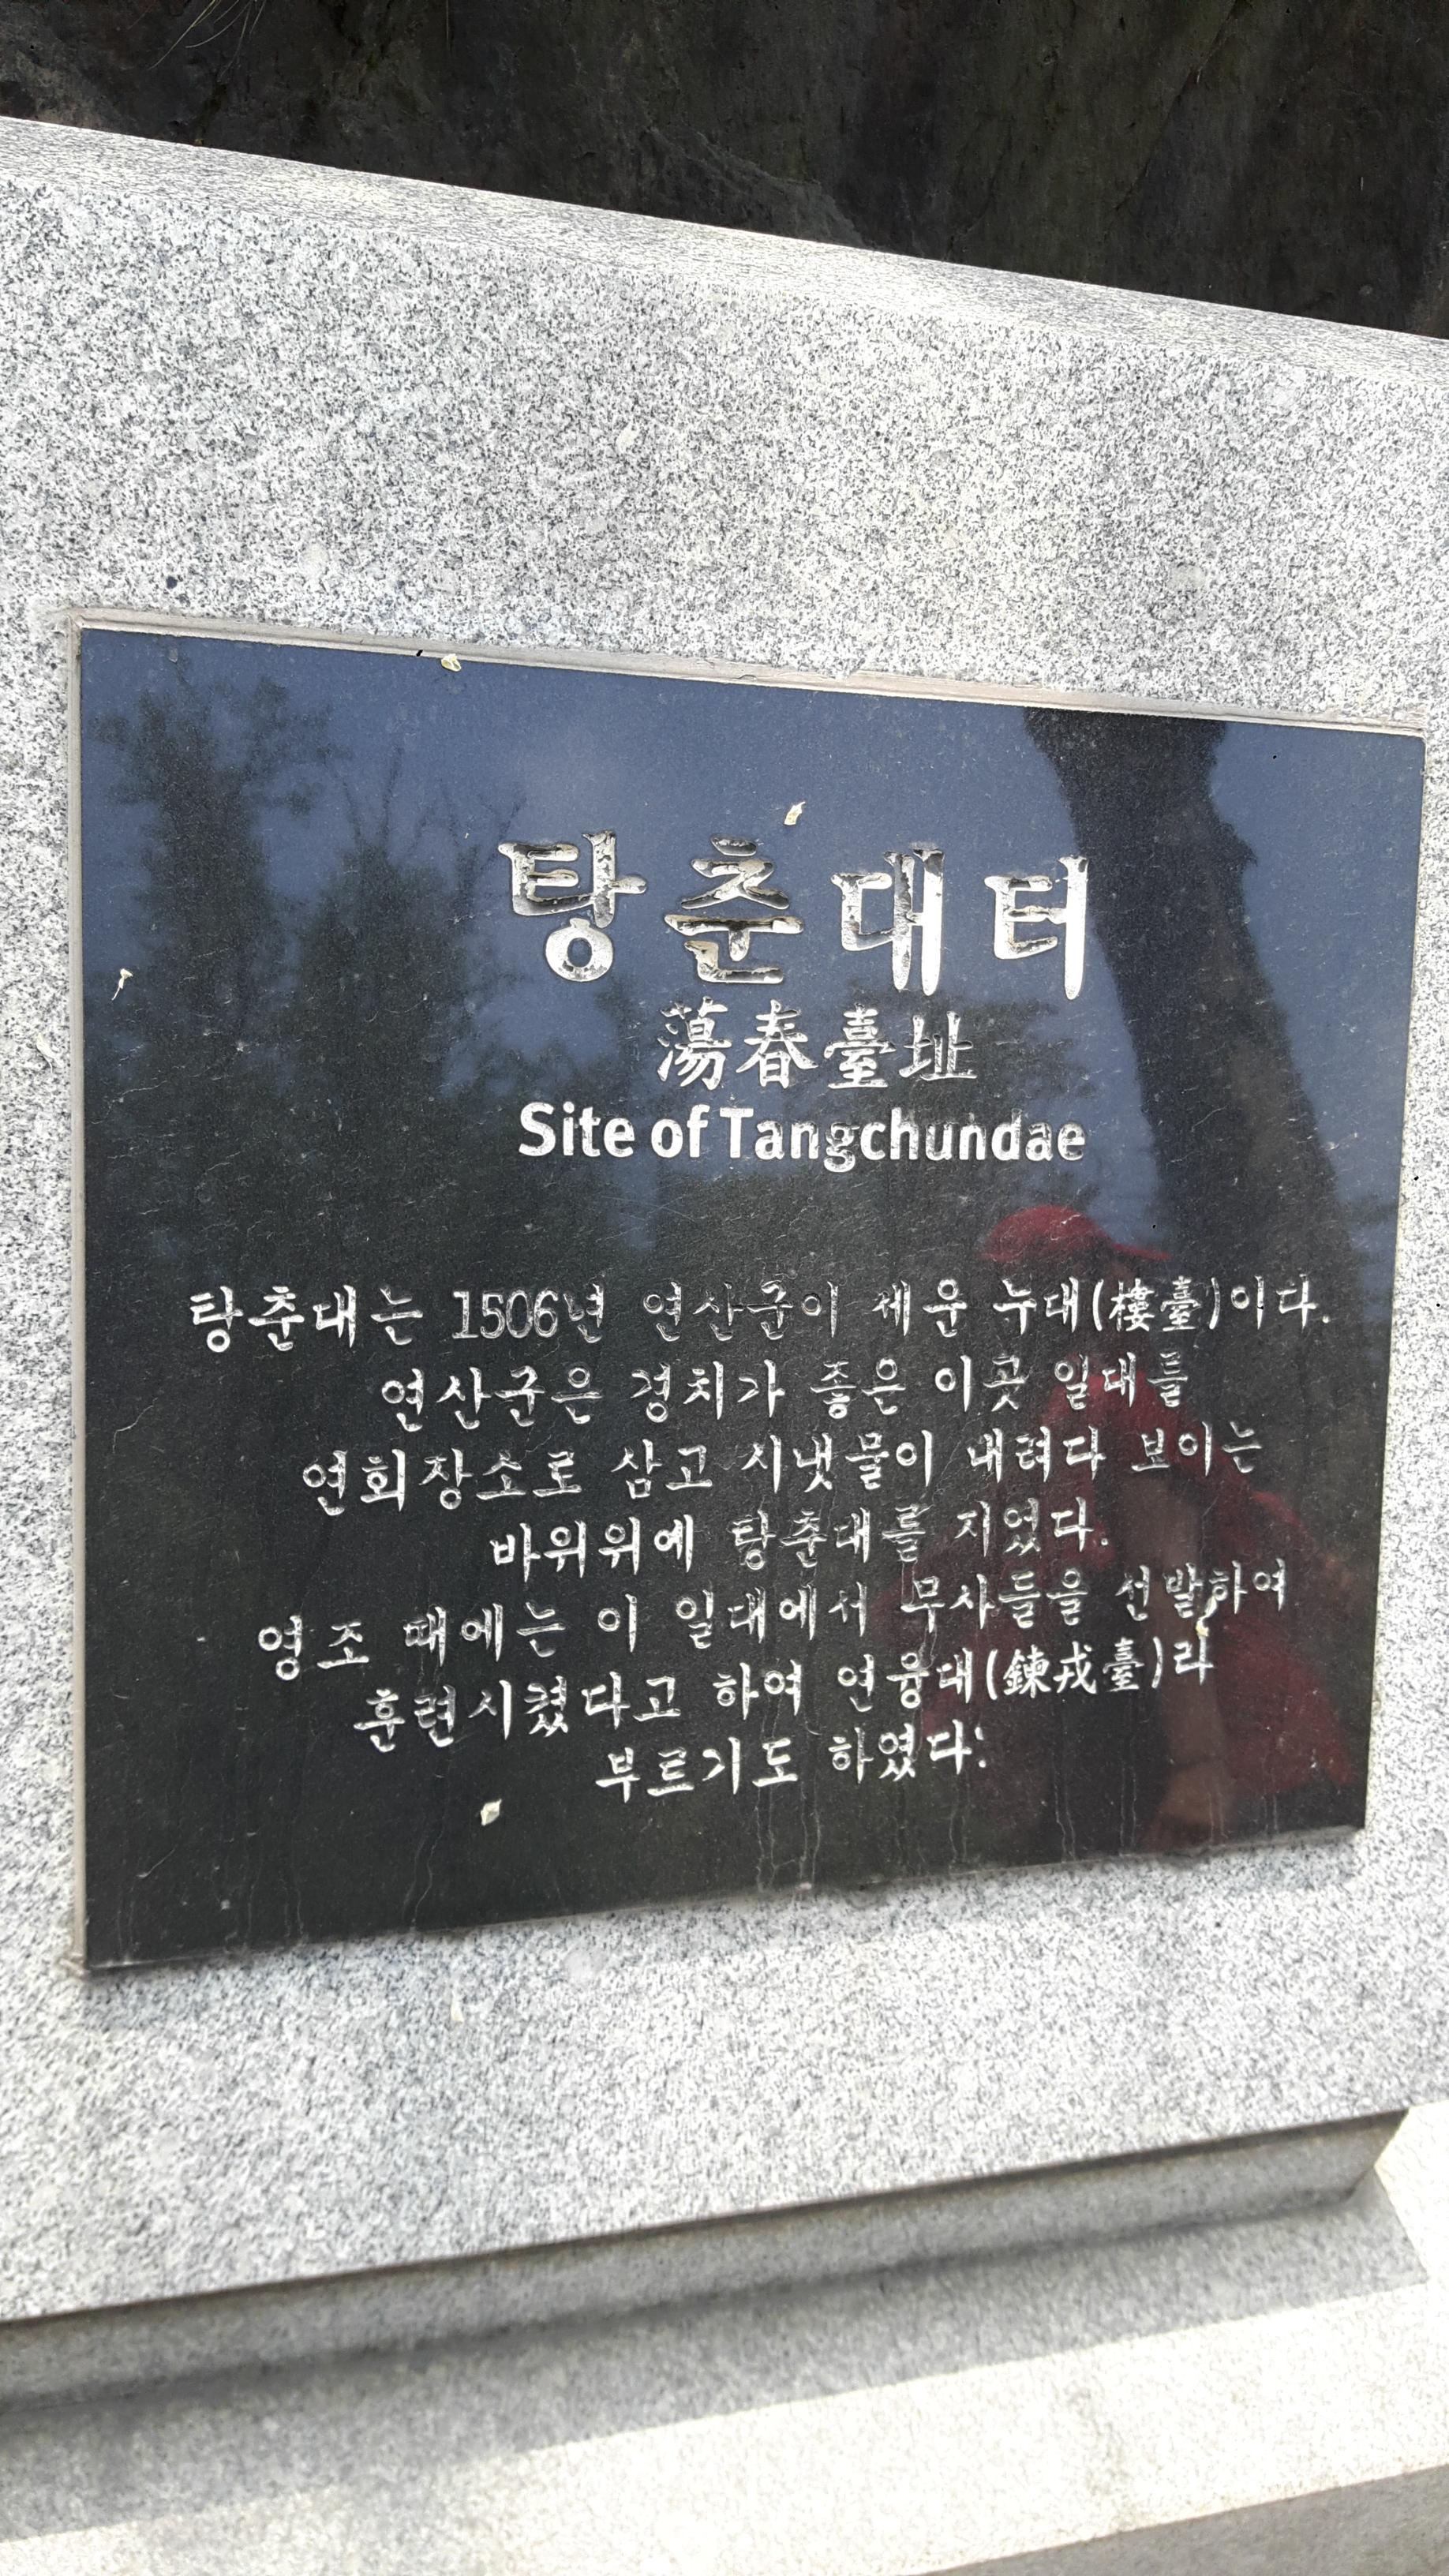 탕춘대터
蕩春臺址
Site of Tangchundae
탕춘대는 1506년 연산군이 세운 누대(樓臺)이다.
연산군은 경치가 좋은 이곳 일대를
연회장소로 삼고 시냇물이 내려다 보이는
바위위에 탕춘대를 지었다.
영조 때에는 이 일대에서 무사들을 선발하여
훈련시켰다고 하여 연융대(鍊戎臺)라
부르기도 하였다.